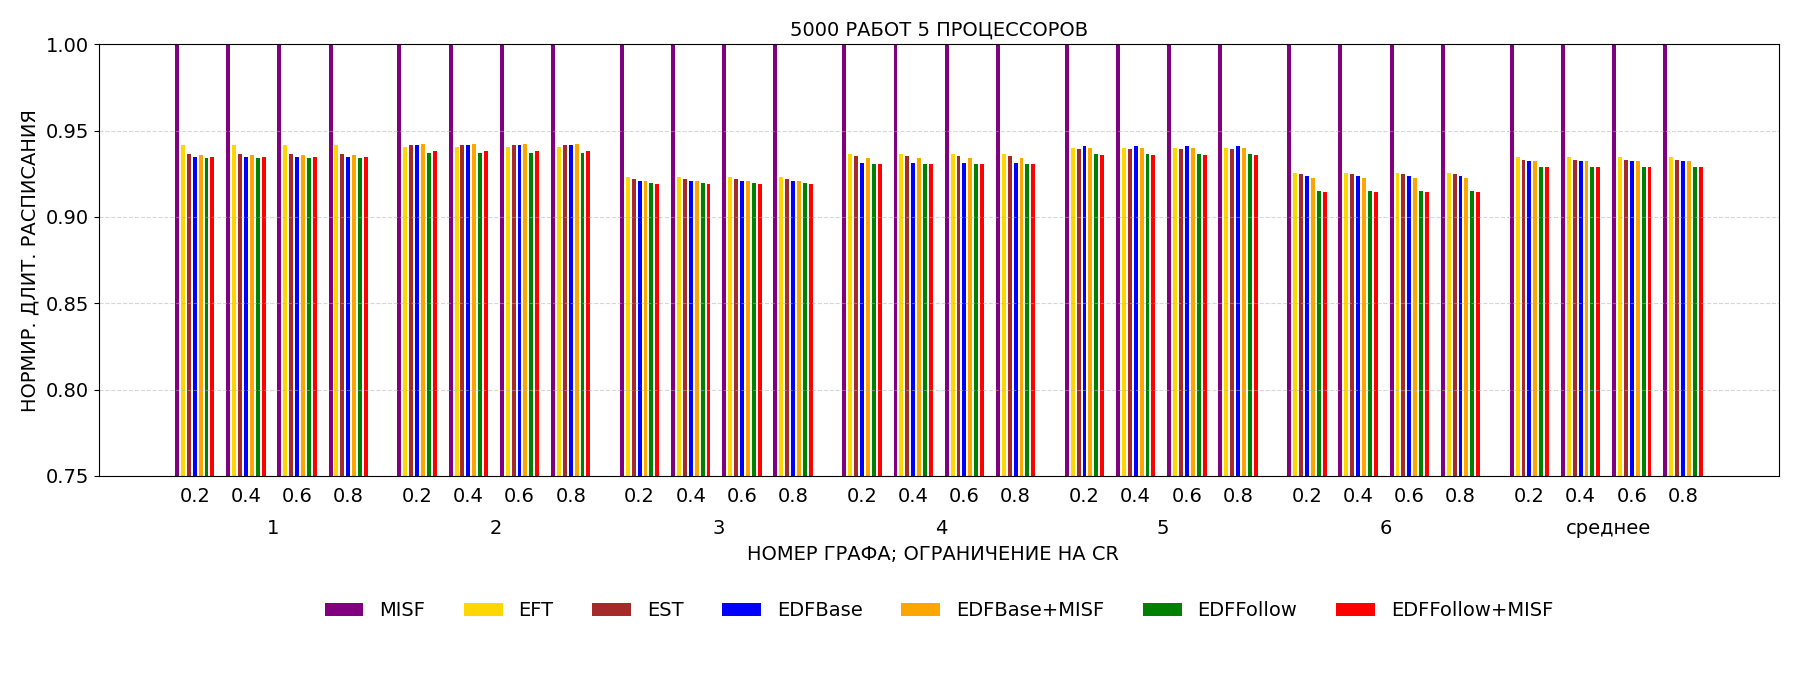 5000 РАБОТ 5 ПРОЦЕССОРОВ
НОРМИР. ДЛИТ. РАСПИСАНИЯ
1.00
0.95
0.90
0.85
0.80
0.75
0.2 0.4 0.6 0.8 0.2 0.4 0.6 0.8 0.2 0.4 0.6 0.8 0.2 0.4 0.6 0.8 0.2 0.4 0.6 0.8 0.2 0.4 0.6 0.8 0.2 0.4 0.6 0.8
1 2 3 4 5 6 среднее
НОМЕР ГРАФА; ОГРАНИЧЕНИЕ НА CR
MISF EFT EST EDFBase EDFBase+MISF EDFFollow EDFFollow+MISF